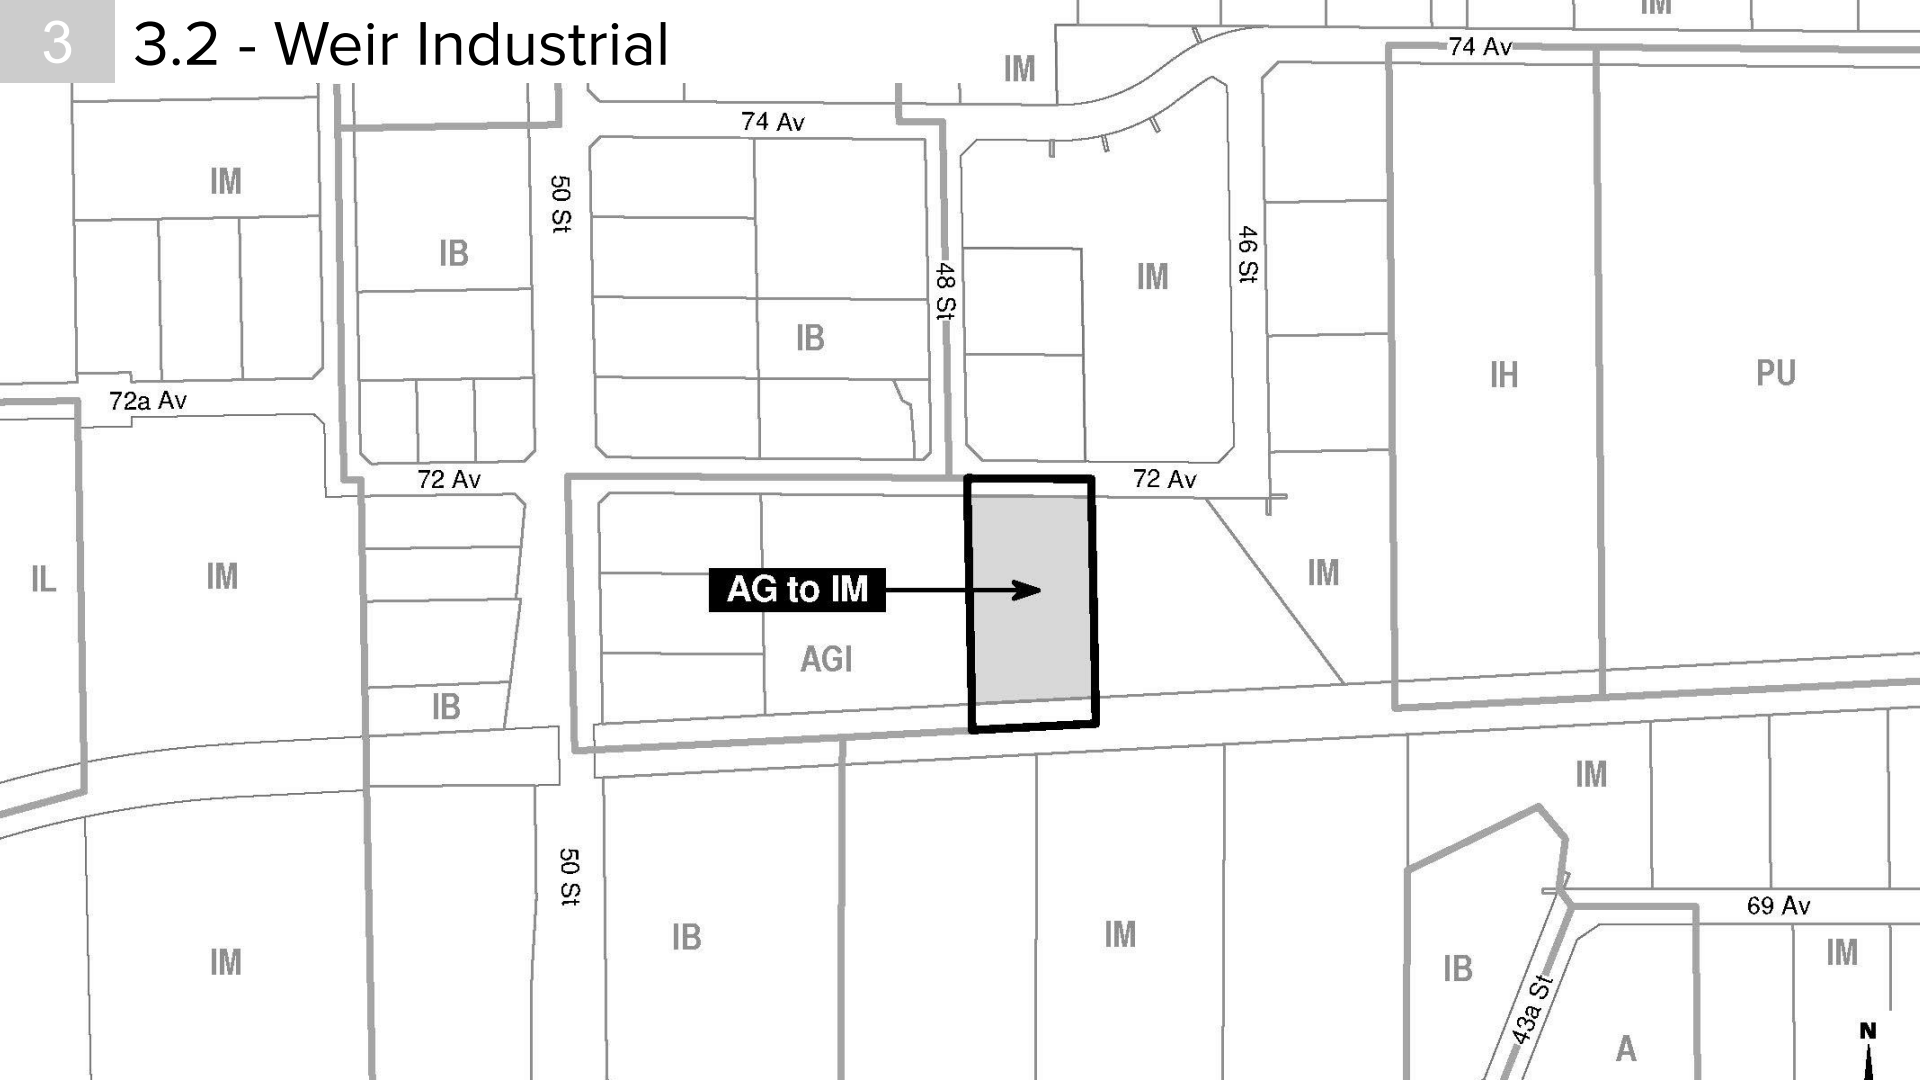 3
3.2 - Weir Industrial
IM
74 Av
IM
74 Av
IM
50 St
IB
46 St
48 St
IM
IB
IH
PU
72a Av
72 Av
72 Av
IL
IM
AG to IM
IM
AGI
IB
IM
50 St
69 Av
IB
IM
IM
IM
IB
43a St
N
A